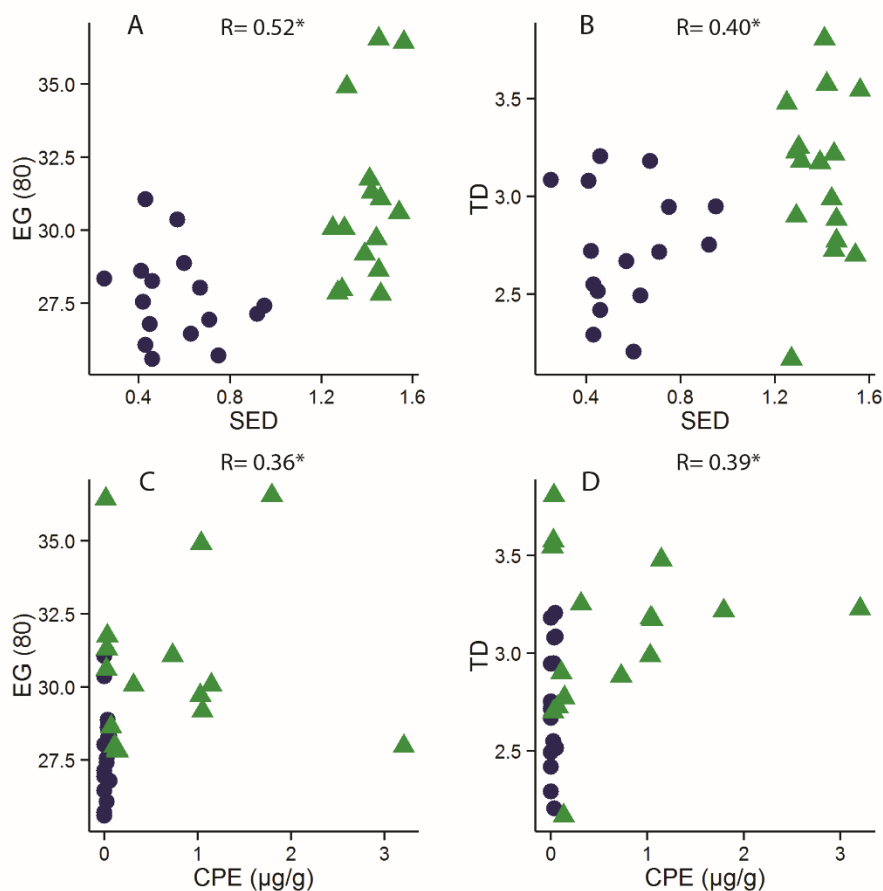 A
R= 0.52*
EG (80)
35.0
32.5
30.0
27.5
0.4
0.8
1.2
1.6
SED
B
R= 0.40*
TD
3.5
3.0
2.5
0.4
0.8
1.2
1.6
SED
C
R= 0.36*
EG (80)
35.0
32.5
30.0
27.5
0
1
2
3
CPE (µg/g)
D
R= 0.39*
TD
3.5
3.0
2.5
0
1
2
3
CPE (µg/g)